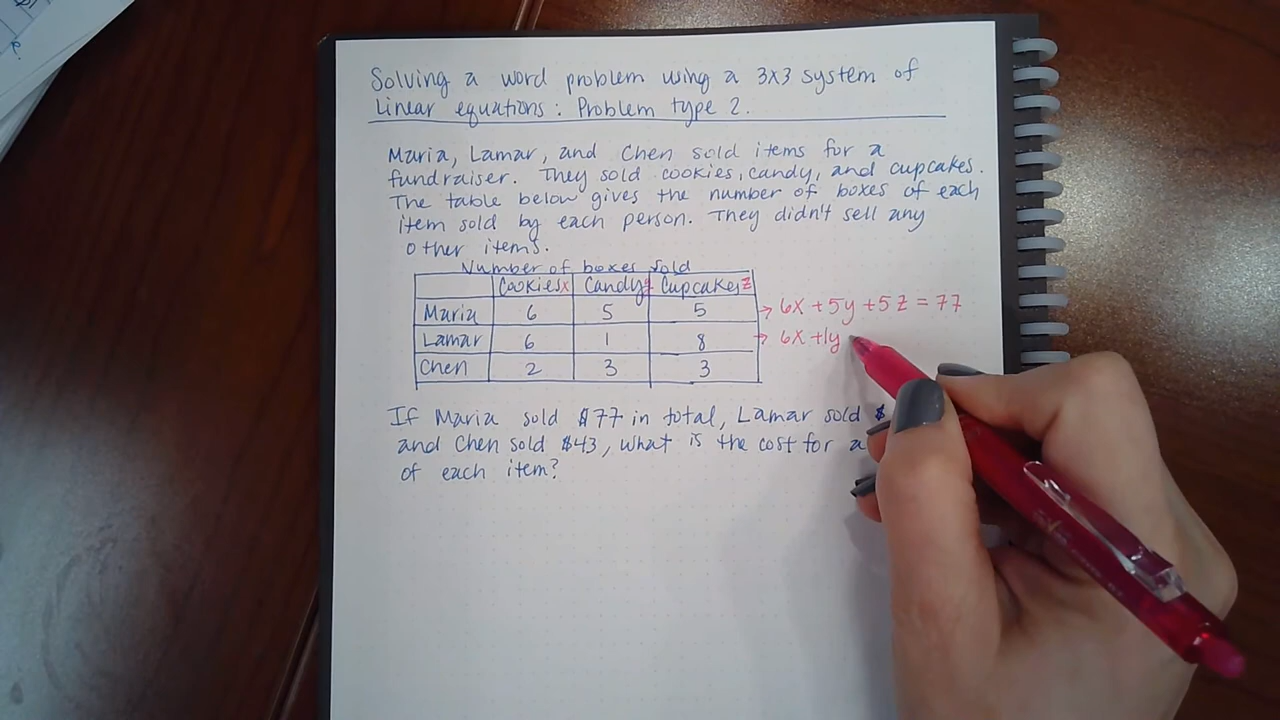 Solving a word problem using a 3x3 system of
Linear equations: Problem type 2.
Maria, Lamar, and Chen sold items for a
fundraiser. They sold cookies, candy, and cupcakes.
The table below gives the number of boxes of each
item sold by each person. They didn't sell any
other items.
Number of boxes sold
Cookies x Candy y Cupcakes z
Maria 6 5 5 → 6x + 5y + 5z = 77
Lamar 6 1 8 → 6x + 1y
Chen 2 3 3
If Maria sold $77 in total, Lamar sold $
and Chen sold $43, what is the cost for a
of each item?